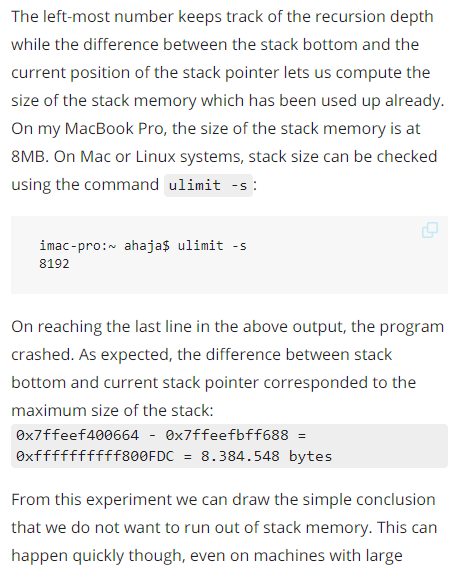 The left-most number keeps track of the recursion depth
while the difference between the stack bottom and the
current position of the stack pointer lets us compute the
size of the stack memory which has been used up already.
On my MacBook Pro, the size of the stack memory is at
8MB. On Mac or Linux systems, stack size can be checked
using the command ulimit -s :
imac-pro:~ ahaja$ ulimit -s
8192
On reaching the last line in the above output, the program
crashed. As expected, the difference between stack
bottom and current stack pointer corresponded to the
maximum size of the stack:
0x7ffeef400664 - 0x7ffeefbff688 =
0xffffffffff800FDC = 8.384.548 bytes
From this experiment we can draw the simple conclusion
that we do not want to run out of stack memory. This can
happen quickly though, even on machines with large